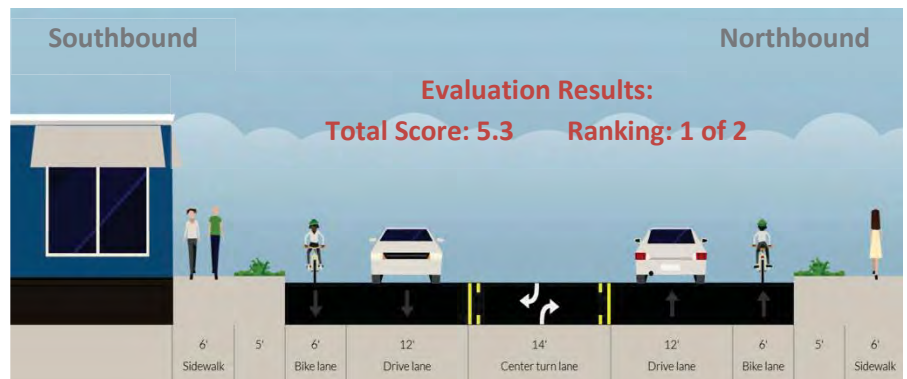 Southbound Northbound
Evaluation Results:
Total Score: 5.3 Ranking: 1 of 2
6' 5' 6' 12' 14' 12' 6' 5' 6'
Sidewalk Bike lane Drive lane Center turn lane Drive lane Bike lane Sidewalk